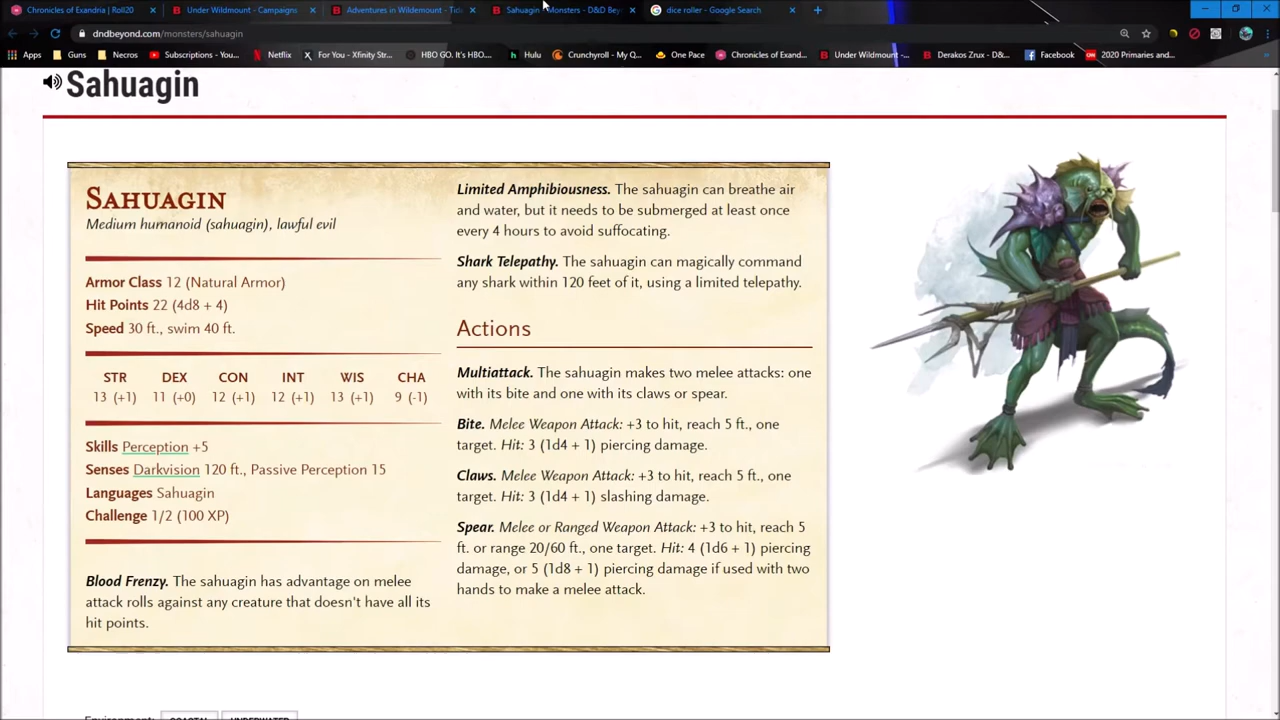 Chronicles of Exandria | Roll20
Under Wildmount - Campaigns
Adventures in Wildemount - Tid
Sahuagin - Monsters - D&D Bey
dice roller - Google Search
dndbeyond.com/monsters/sahuagin
Apps Guns Necros Subscriptions - You... Netflix For You - Xfinity Str... HBO GO. It's HBO.... Hulu Crunchyroll - My Q... One Pace Chronicles of Exand... Under Wildmount -... Derakos Zrux - D&... Facebook 2020 Primaries and...
Sahuagin
SAHUAGIN
Medium humanoid (sahuagin), lawful evil
Armor Class 12 (Natural Armor)
Hit Points 22 (4d8 + 4)
Speed 30 ft., swim 40 ft.
STR DEX CON INT WIS CHA
13 (+1) 11 (+0) 12 (+1) 12 (+1) 13 (+1) 9 (-1)
Skills Perception +5
Senses Darkvision 120 ft., Passive Perception 15
Languages Sahuagin
Challenge 1/2 (100 XP)
Blood Frenzy. The sahuagin has advantage on melee
attack rolls against any creature that doesn't have all its
hit points.
Limited Amphibiousness. The sahuagin can breathe air
and water, but it needs to be submerged at least once
every 4 hours to avoid suffocating.
Shark Telepathy. The sahuagin can magically command
any shark within 120 feet of it, using a limited telepathy.
Actions
Multiattack. The sahuagin makes two melee attacks: one
with its bite and one with its claws or spear.
Bite. Melee Weapon Attack: +3 to hit, reach 5 ft., one
target. Hit: 3 (1d4 + 1) piercing damage.
Claws. Melee Weapon Attack: +3 to hit, reach 5 ft., one
target. Hit: 3 (1d4 + 1) slashing damage.
Spear. Melee or Ranged Weapon Attack: +3 to hit, reach 5
ft. or range 20/60 ft., one target. Hit: 4 (1d6 + 1) piercing
damage, or 5 (1d8 + 1) piercing damage if used with two
hands to make a melee attack.
Environment: COASTAL UNDERWATER